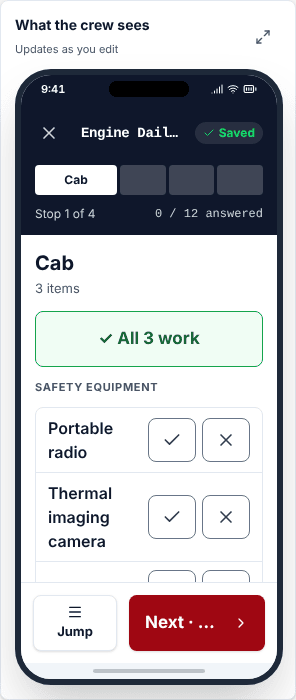 What the crew sees
Updates as you edit
9:41
Engine Dail…
✓ Saved
Cab
Stop 1 of 4
0 / 12 answered
Cab
3 items
✓ All 3 work
SAFETY EQUIPMENT
Portable
radio
Thermal
imaging
camera
Jump
Next · …